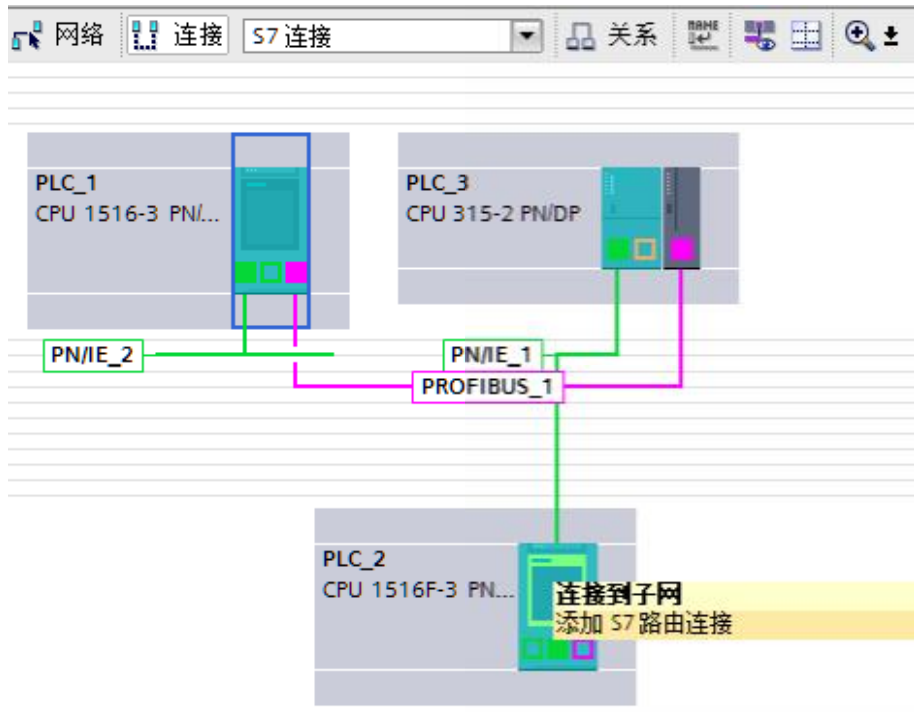 网络 连接 S7 连接 关系 NAME
PLC_1
CPU 1516-3 PN/...
PLC_3
CPU 315-2 PN/DP
PN/IE_2
PN/IE_1
PROFIBUS_1
PLC_2
CPU 1516F-3 PN...
连接到子网
添加 S7 路由连接